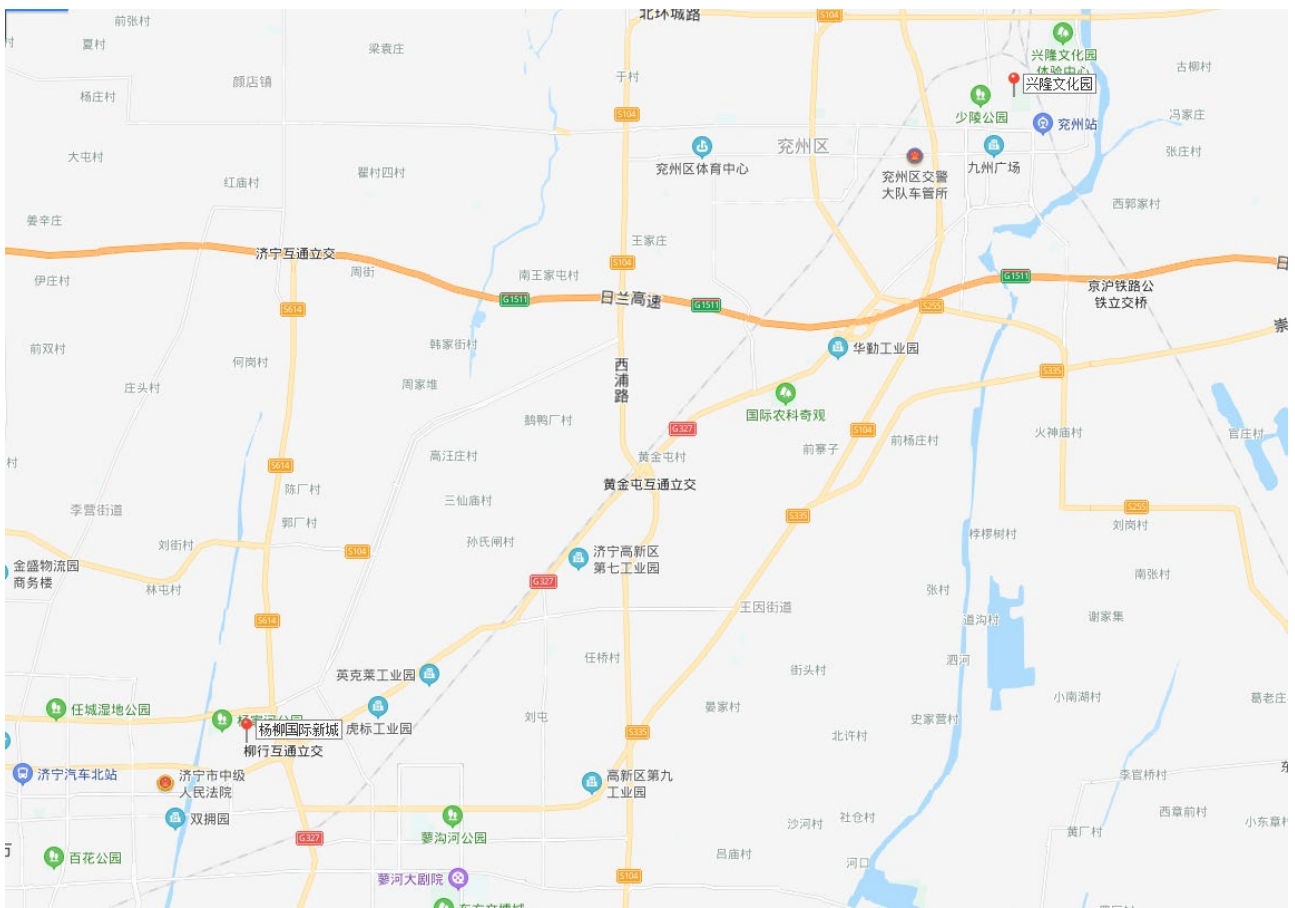 前张村
北环城路
S104
夏村
村
梁袁庄
兴隆文化园
体验中心
古柳村
颜店镇
于村
兴隆文化园
杨庄村
S104
少陵公园
冯家庄
兖州站
大屯村
兖州区体育中心
兖州区
九州广场
张庄村
瞿村四村
兖州区交警
大队车管所
红庙村
西郭家村
姜辛庄
王家庄
济宁互通立交
S104
伊庄村
周街
南王家屯村
G1511
日
G1511
日兰高速
G1511
京沪铁路公
铁立交桥
S614
S255
崇
前双村
韩家街村
华勤工业园
何岗村
西浦路
S335
庄头村
周家堆
国际农科奇观
鹅鸭厂村
G327
S104
前杨庄村
火神庙村
官庄村
村
S614
高汪庄村
黄金屯村
前寨子
黄金屯互通立交
陈厂村
三仙庙村
李营街道
S335
S255
郭厂村
刘岗村
刘街村
孙氏闸村
桲椤树村
S104
济宁高新区
第七工业园
金盛物流园
商务楼
林屯村
G327
南张村
张村
王因街道
S614
道沟村
谢家集
任桥村
英克莱工业园
街头村
泗河
任城湿地公园
晏家村
小南湖村
葛老庄
杨家河公园
杨柳国际新城
虎标工业园
刘屯
史家营村
S335
北许村
柳行互通立交
济宁汽车北站
济宁市中级
人民法院
高新区第九
工业园
李官桥村
东
双拥园
西章前村
蓼沟河公园
沙河村
社仓村
小东章村
G327
黄厂村
百花公园
吕庙村
河口
蓼河大剧院
S104